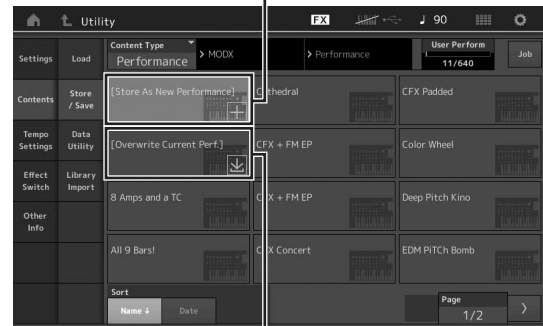 Utility
FX
90
Settings
Load
Content Type
Performance
MODX
Performance
User Perform
11/640
Job
Contents
Store
/ Save
[Store As New Performance]
CFX Padded
Tempo
Settings
Data
Utility
[Overwrite Current Perf.]
CFX + FM EP
Color Wheel
Effect
Switch
Library
Import
8 Amps and a TC
+ FM EP
Deep Pitch Kino
Other
Info
All 9 Bars!
Concert
EDM PiTCh Bomb
Sort
Name ↓
Date
Page
1/2